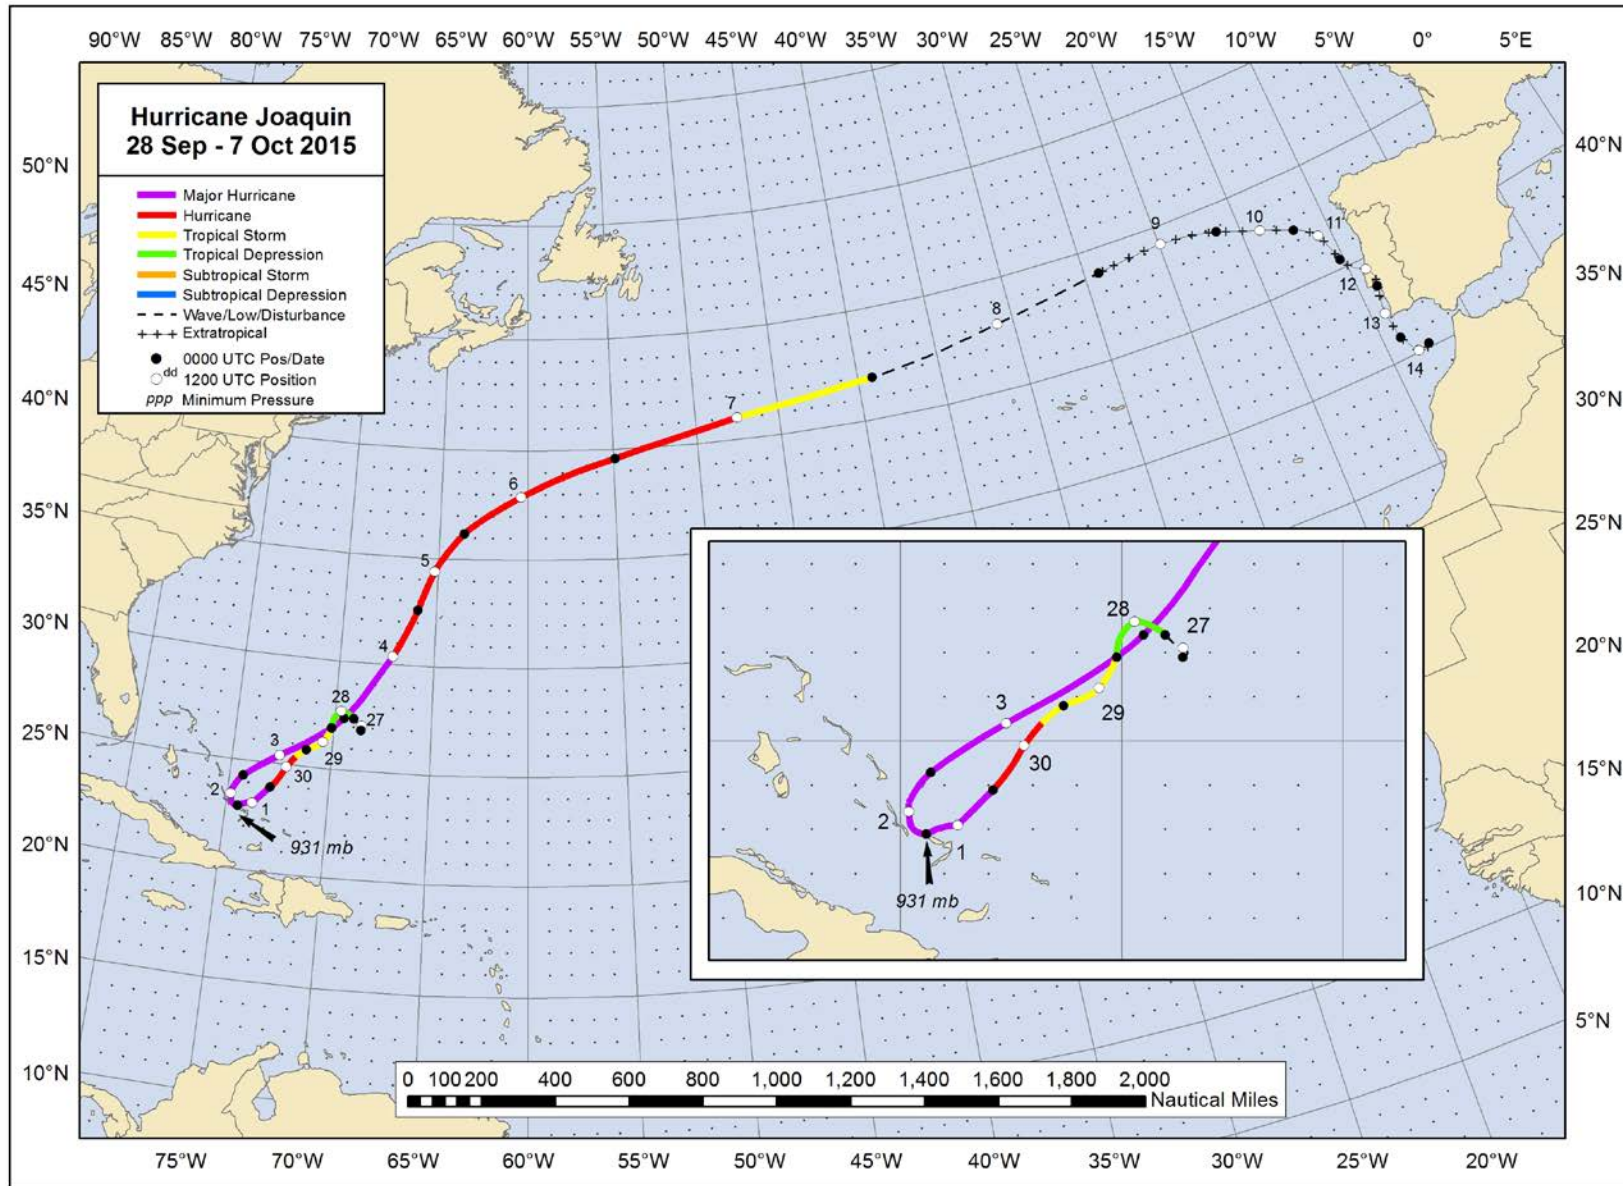 90°W 85°W 80°W 75°W 70°W 65°W 60°W 55°W 50°W 45°W 40°W 35°W 30°W 25°W 20°W 15°W 10°W 5°W 0° 5°E
Hurricane Joaquin
28 Sep - 7 Oct 2015
Major Hurricane
Hurricane
Tropical Storm
Tropical Depression
Subtropical Storm
Subtropical Depression
Wave/Low/Disturbance
Extratropical
0000 UTC Pos/Date
dd 1200 UTC Position
ppp Minimum Pressure
50°N
45°N
40°N
35°N
30°N
25°N
20°N
15°N
10°N
40°N
35°N
30°N
25°N
20°N
15°N
10°N
5°N
9
10
11
12
13
14
8
7
6
5
4
28
27
3
29
30
2
1
931 mb
28
27
3
29
30
2
1
931 mb
0 100 200 400 600 800 1,000 1,200 1,400 1,600 1,800 2,000
Nautical Miles
75°W 70°W 65°W 60°W 55°W 50°W 45°W 40°W 35°W 30°W 25°W 20°W